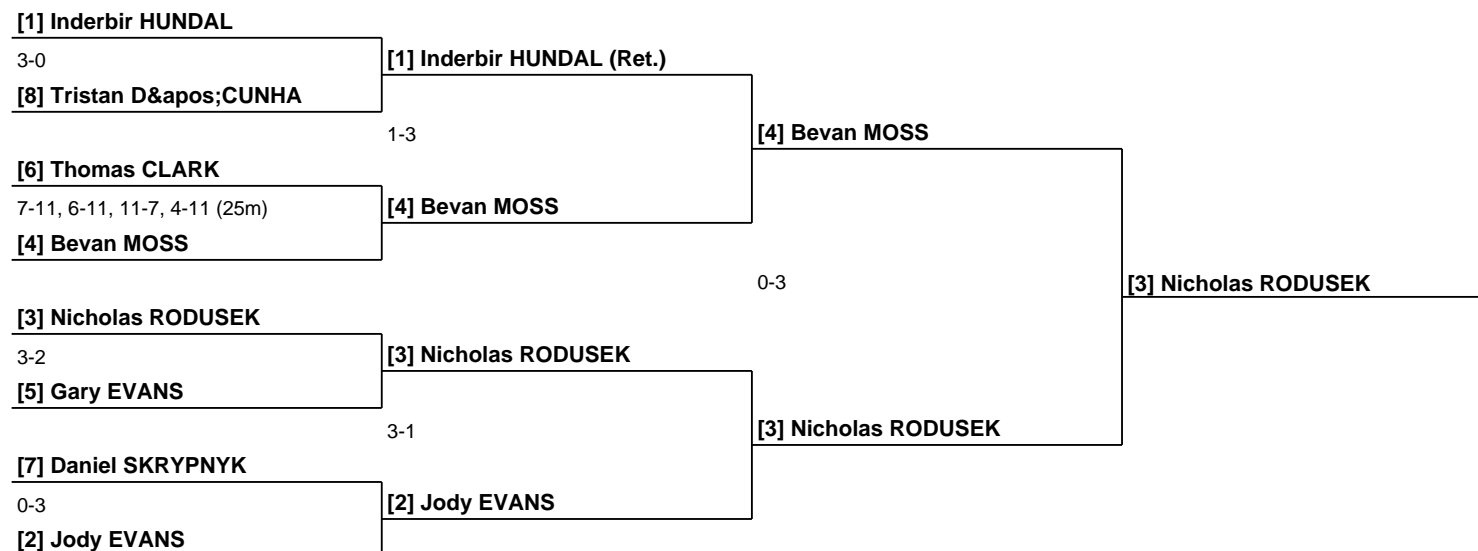 [1] Inderbir HUNDAL
3-0
[8] Tristan D&apos;CUNHA
[1] Inderbir HUNDAL (Ret.)
1-3
[6] Thomas CLARK
7-11, 6-11, 11-7, 4-11 (25m)
[4] Bevan MOSS
[4] Bevan MOSS
[4] Bevan MOSS
0-3
[3] Nicholas RODUSEK
[3] Nicholas RODUSEK
3-2
[5] Gary EVANS
[3] Nicholas RODUSEK
3-1
[3] Nicholas RODUSEK
[7] Daniel SKRYPNYK
0-3
[2] Jody EVANS
[2] Jody EVANS